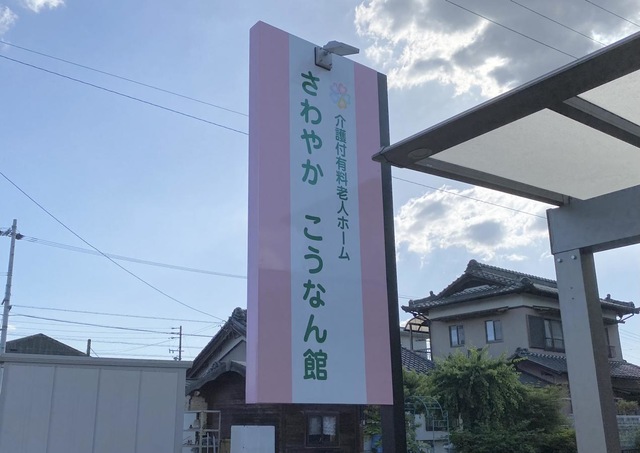 介護付有料老人ホーム
さわやか こうなん館